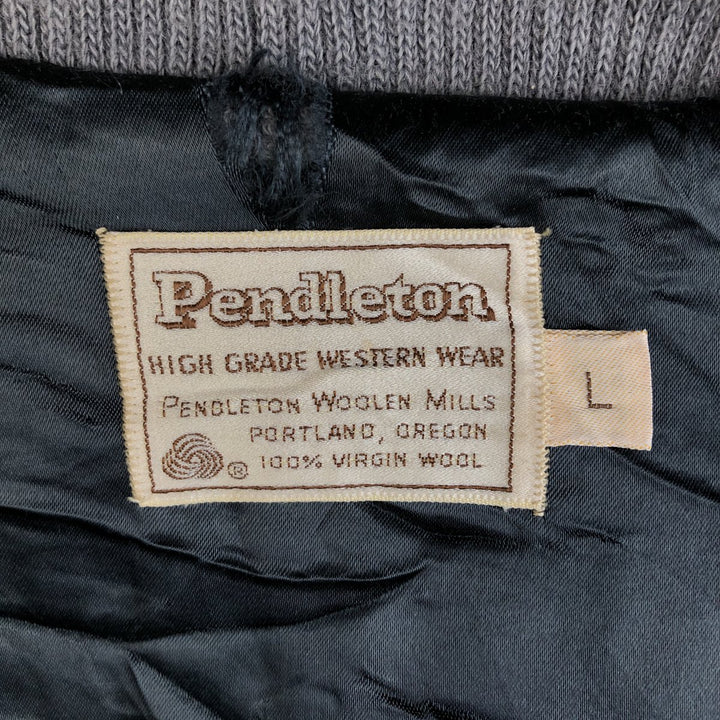 Pendleton
HIGH GRADE WESTERN WEAR
PENDLETON WOOLEN MILLS
PORTLAND, OREGON
® 100% VIRGIN WOOL
L